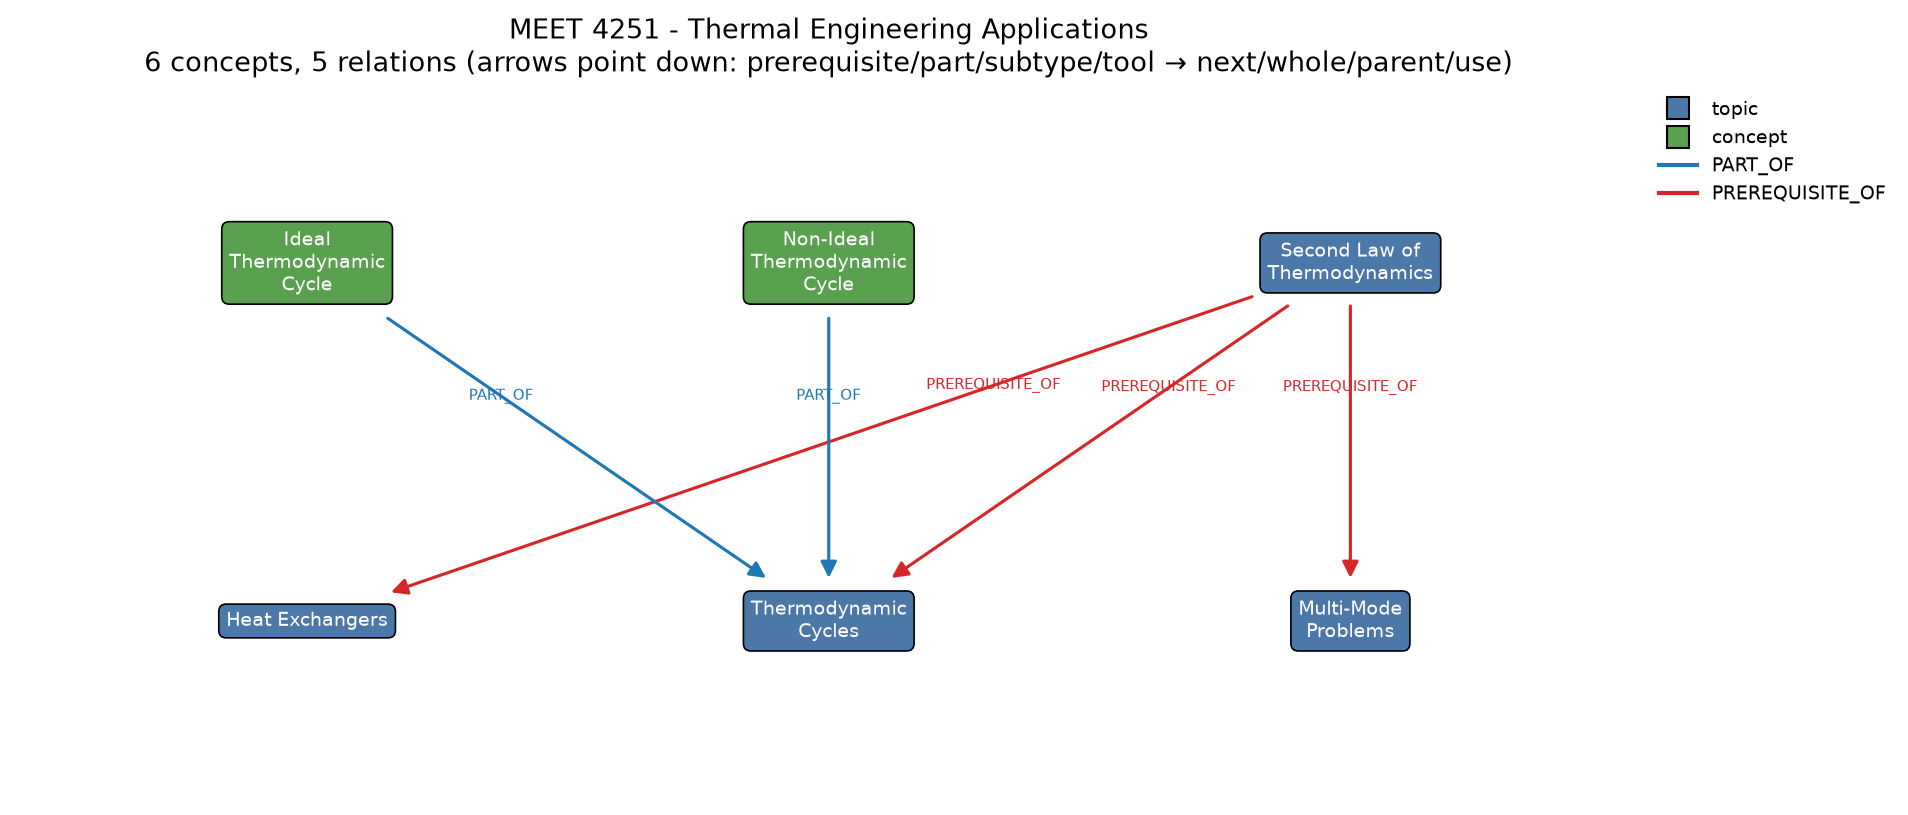 MEET 4251 - Thermal Engineering Applications
6 concepts, 5 relations (arrows point down: prerequisite/part/subtype/tool → next/whole/parent/use)
topic
concept
PART_OF
PREREQUISITE_OF
Ideal
Thermodynamic
Cycle
Non-Ideal
Thermodynamic
Cycle
Second Law of
Thermodynamics
PART_OF
PART_OF
PREREQUISITE_OF
PREREQUISITE_OF
PREREQUISITE_OF
Heat Exchangers
Thermodynamic
Cycles
Multi-Mode
Problems